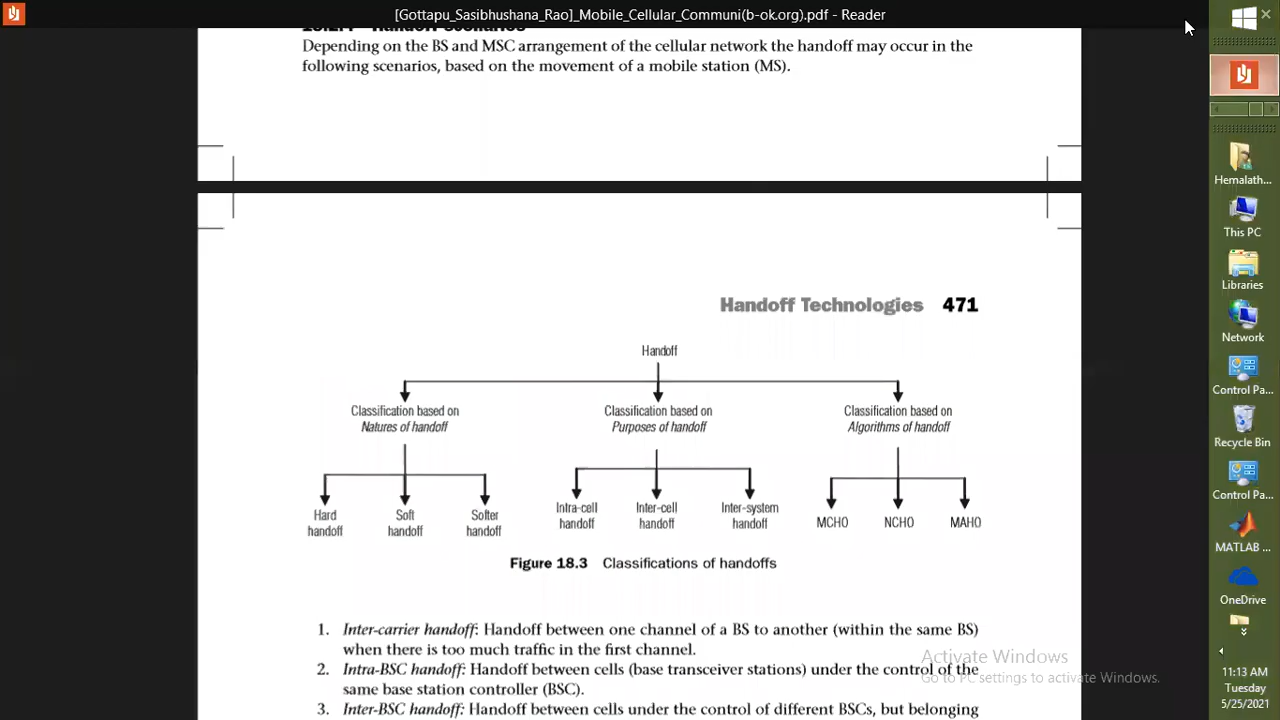 [Gottapu_Sasibhushana_Rao]_Mobile_Cellular_Communi(b-ok.org).pdf - Reader
Depending on the BS and MSC arrangement of the cellular network the handoff may occur in the
following scenarios, based on the movement of a mobile station (MS).
Handoff Technologies 471
Handoff
Classification based on
Natures of handoff
Classification based on
Purposes of handoff
Classification based on
Algorithms of handoff
Hard
handoff
Soft
handoff
Softer
handoff
Intra-cell
handoff
Inter-cell
handoff
Inter-system
handoff
MCHO
NCHO
MAHO
Figure 18.3 Classifications of handoffs
1. Inter-carrier handoff: Handoff between one channel of a BS to another (within the same BS)
when there is too much traffic in the first channel.
2. Intra-BSC handoff: Handoff between cells (base transceiver stations) under the control of the
same base station controller (BSC).
3. Inter-BSC handoff: Handoff between cells under the control of different BSCs, but belonging
Activate Windows
Go to PC settings to activate Windows.
Hemalath...
This PC
Libraries
Network
Control Pa...
Recycle Bin
Control Pa...
MATLAB ...
OneDrive
11:13 AM
Tuesday
5/25/2021